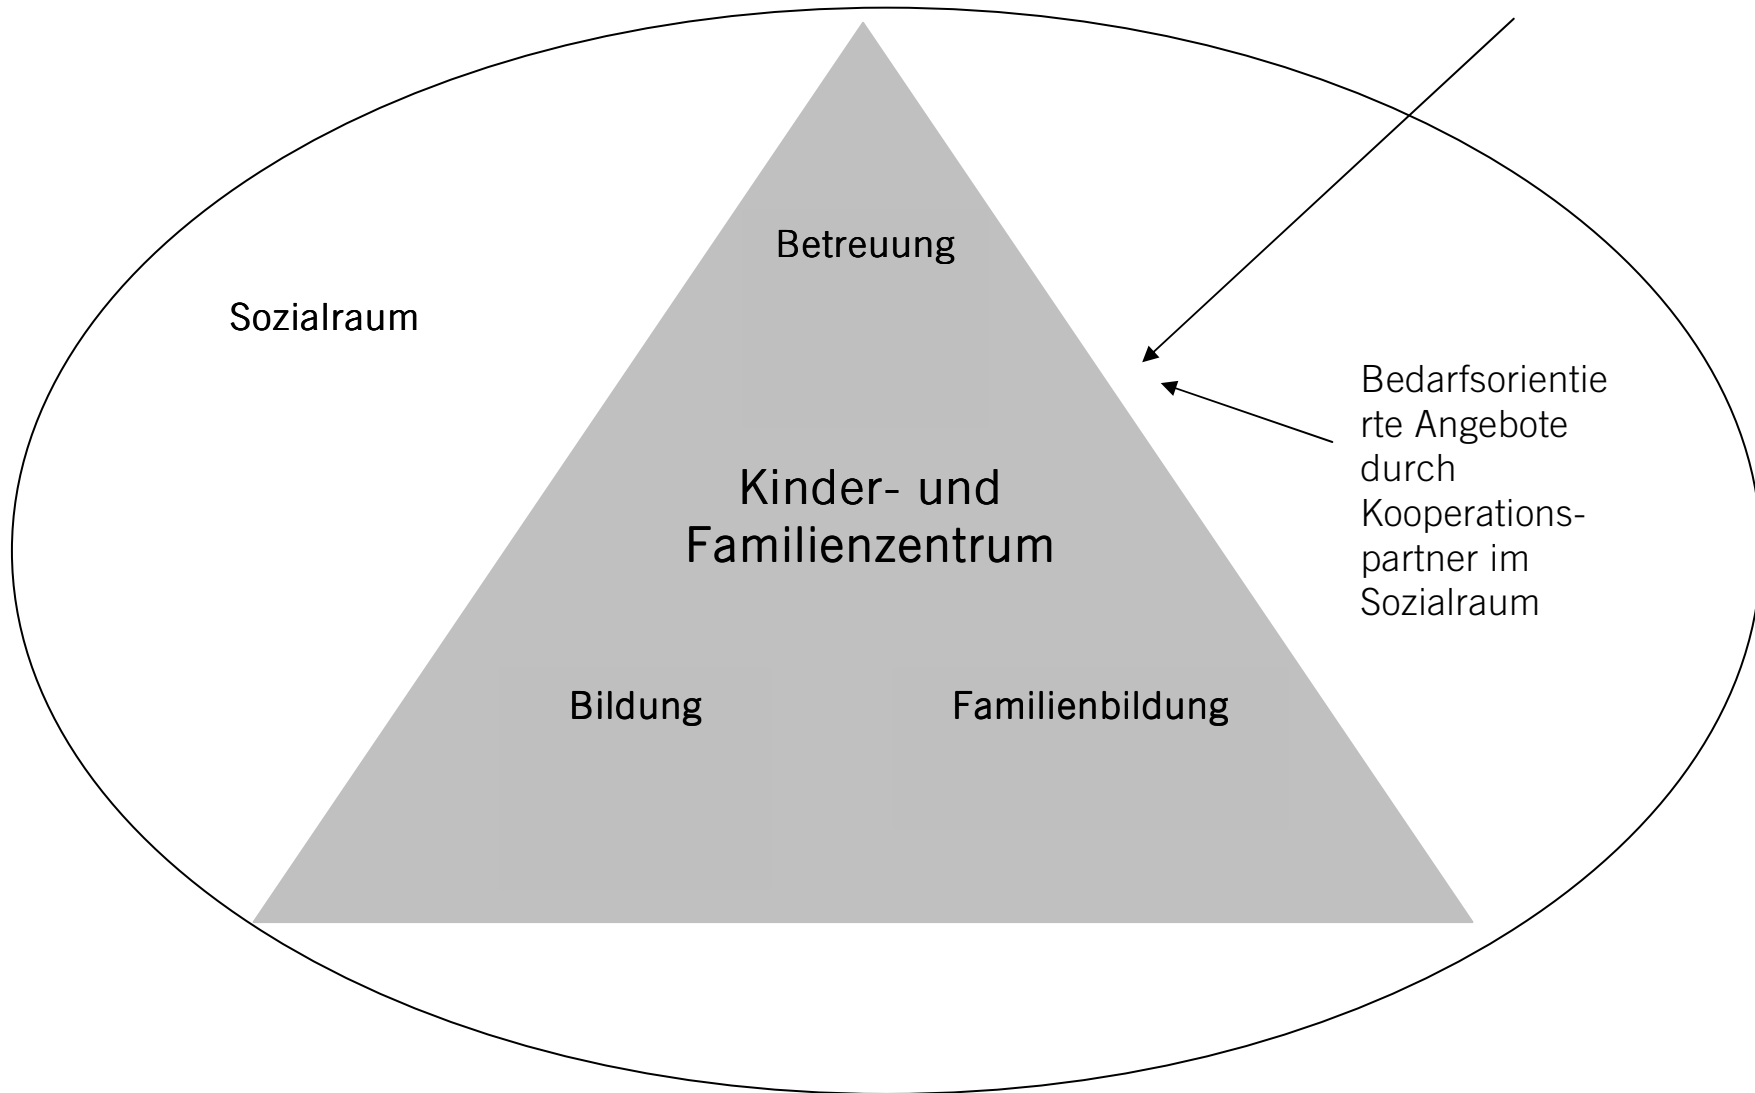 Betreuung
Sozialraum
Bedarfsorientie
rte Angebote
durch
Kooperations-
partner im
Sozialraum
Kinder- und
Familienzentrum
Bildung
Familienbildung